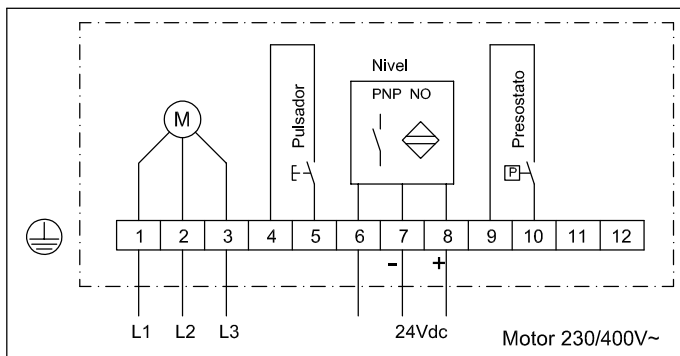 Nivel
PNP NO
M
Pulsador
Presostato
P
1 2 3 4 5 6 7 8 9 10 11 12
- +
L1 L2 L3 24Vdc
Motor 230/400V~